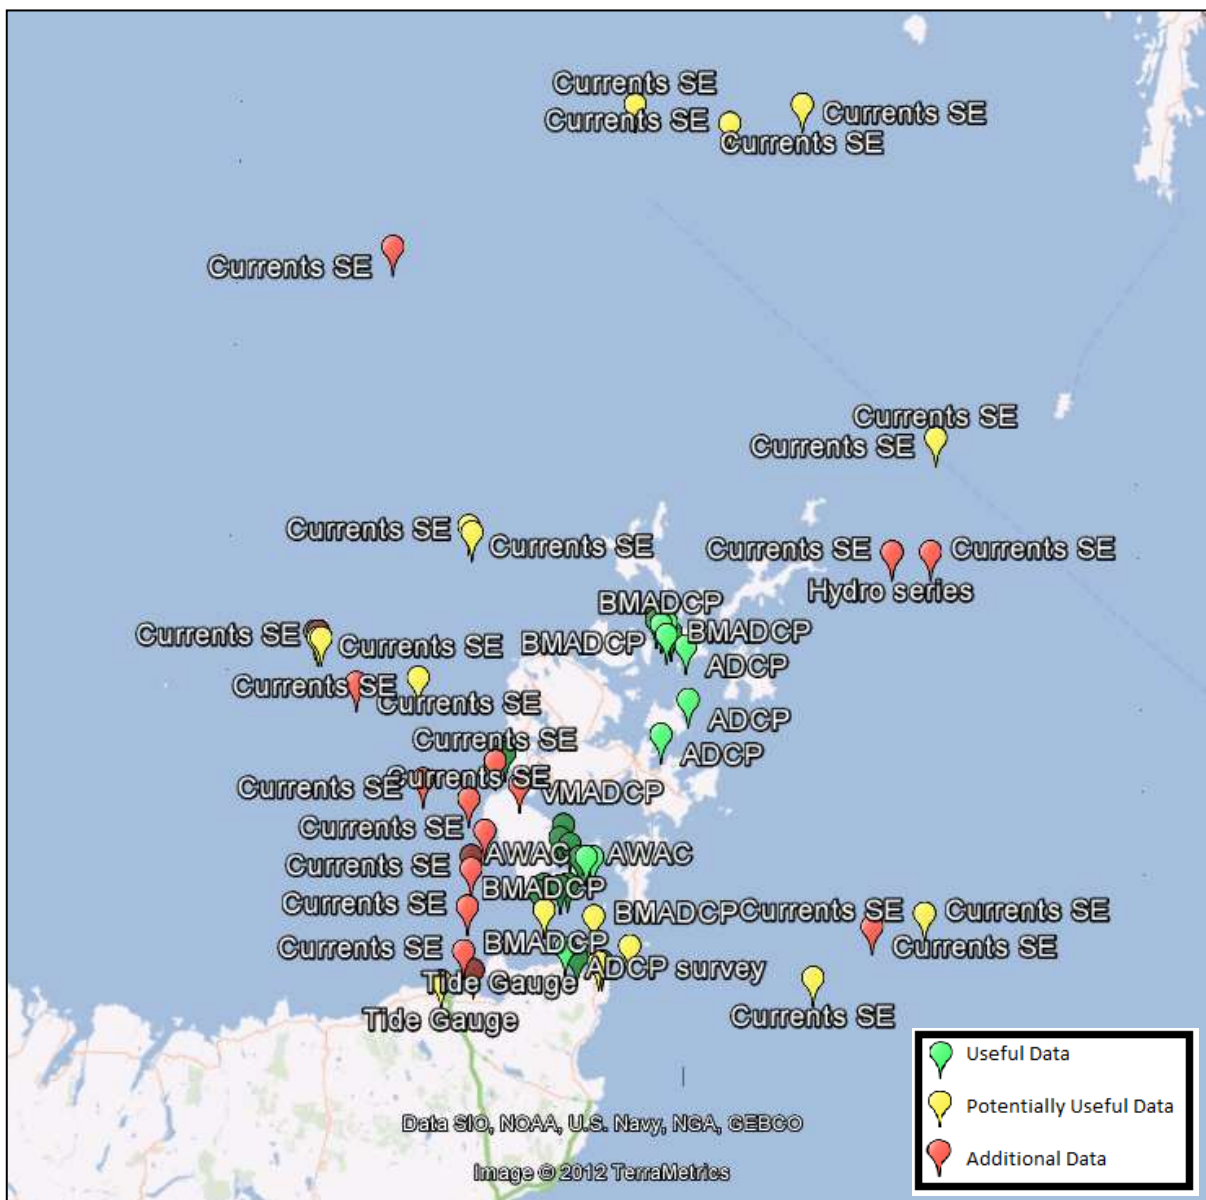 Currents SE
Currents SE
Currents SE
Currents SE
Currents SE
Currents SE
Currents SE
Currents SE
Currents SE
Currents SE
Currents SE
Hydro series
BMADCP
BMADCP
BMADCP
ADCP
Currents SE
Currents SE
Currents SE
Currents SE
ADCP
ADCP
Currents SE
Currents SE
Currents SE
VMADCP
Currents SE
AWAC
AWAC
Currents SE
BMADCP
Currents SE
BMADCP
Currents SE
Currents SE
Currents SE
Currents SE
BMADCP
ADCP survey
Tide Gauge
Tide Gauge
Currents SE
Useful Data
Potentially Useful Data
Additional Data
Data SIO, NOAA, U.S. Navy, NGA, GEBCO
Image © 2012 TerraMetrics